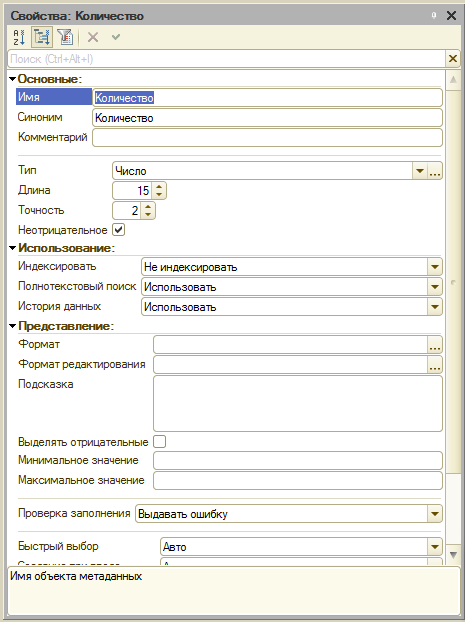 Свойства: Количество
Поиск (Ctrl+Alt+I)
Основные:
Имя Количество
Синоним Количество
Комментарий
Тип Число
Длина 15
Точность 2
Неотрицательное
Использование:
Индексировать Не индексировать
Полнотекстовый поиск Использовать
История данных Использовать
Представление:
Формат
Формат редактирования
Подсказка
Выделять отрицательные
Минимальное значение
Максимальное значение
Проверка заполнения Выдавать ошибку
Быстрый выбор Авто
Имя объекта метаданных